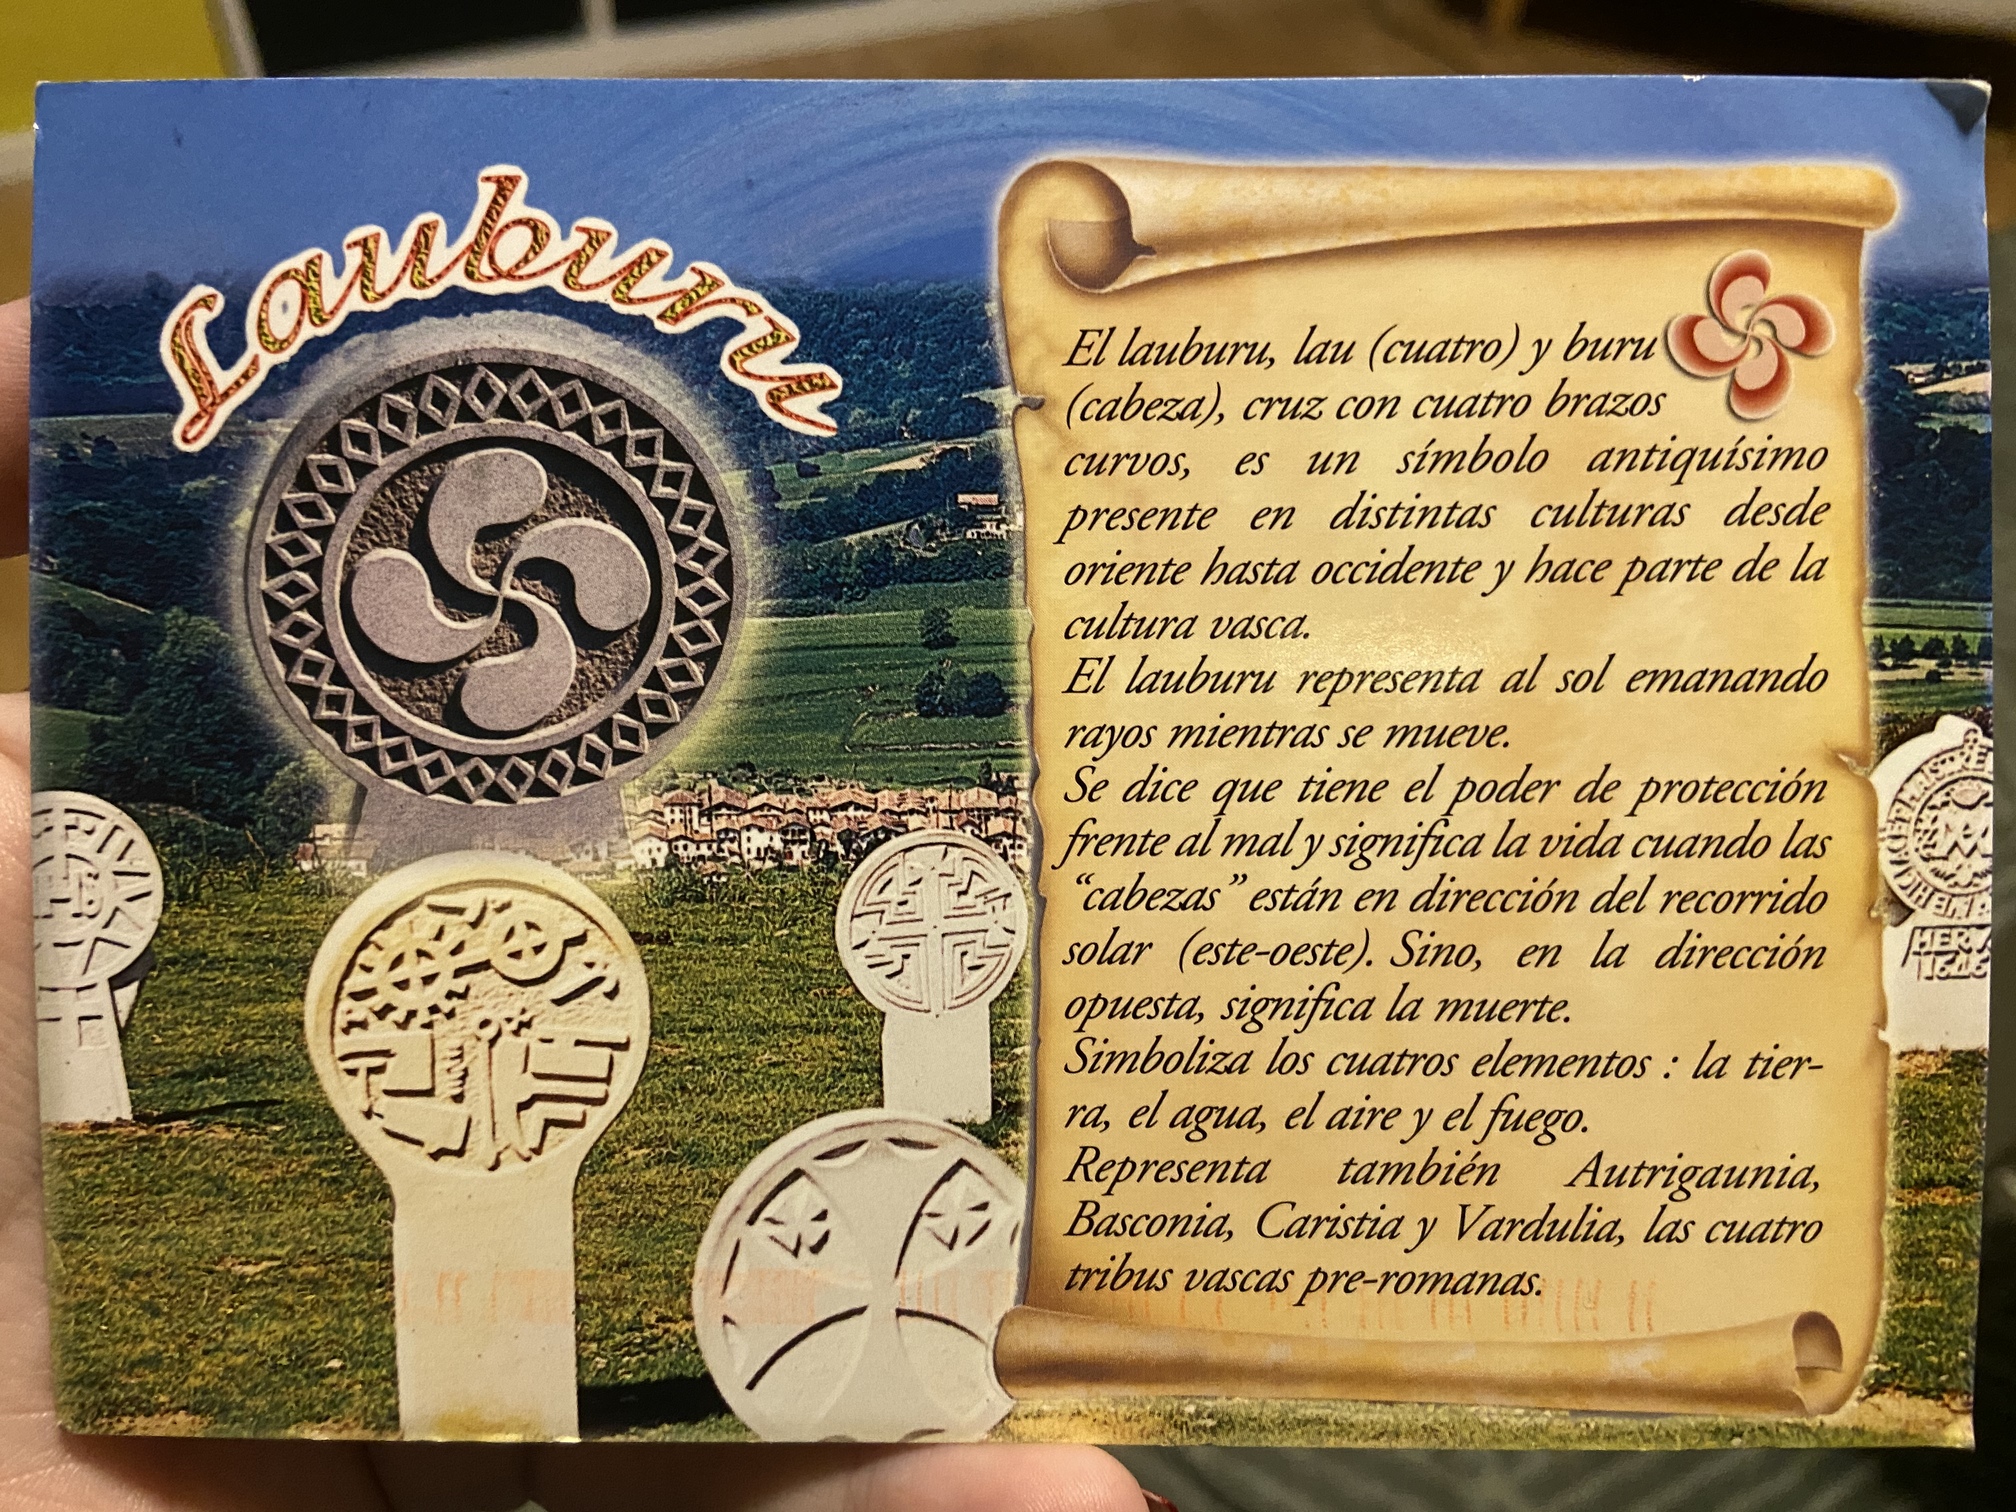 Lauburu
El lauburu, lau (cuatro) y buru
(cabeza), cruz con cuatro brazos
curvos, es un símbolo antiquísimo
presente en distintas culturas desde
oriente hasta occidente y hace parte de la
cultura vasca.
El lauburu representa al sol emanando
rayos mientras se mueve.
Se dice que tiene el poder de protección
frente al mal y significa la vida cuando las
“cabezas” están en dirección del recorrido
solar (este-oeste). Sino, en la dirección
opuesta, significa la muerte.
Simboliza los cuatros elementos : la tier-
ra, el agua, el aire y el fuego.
Representa también Autrigaunia,
Basconia, Caristia y Vardulia, las cuatro
tribus vascas pre-romanas.